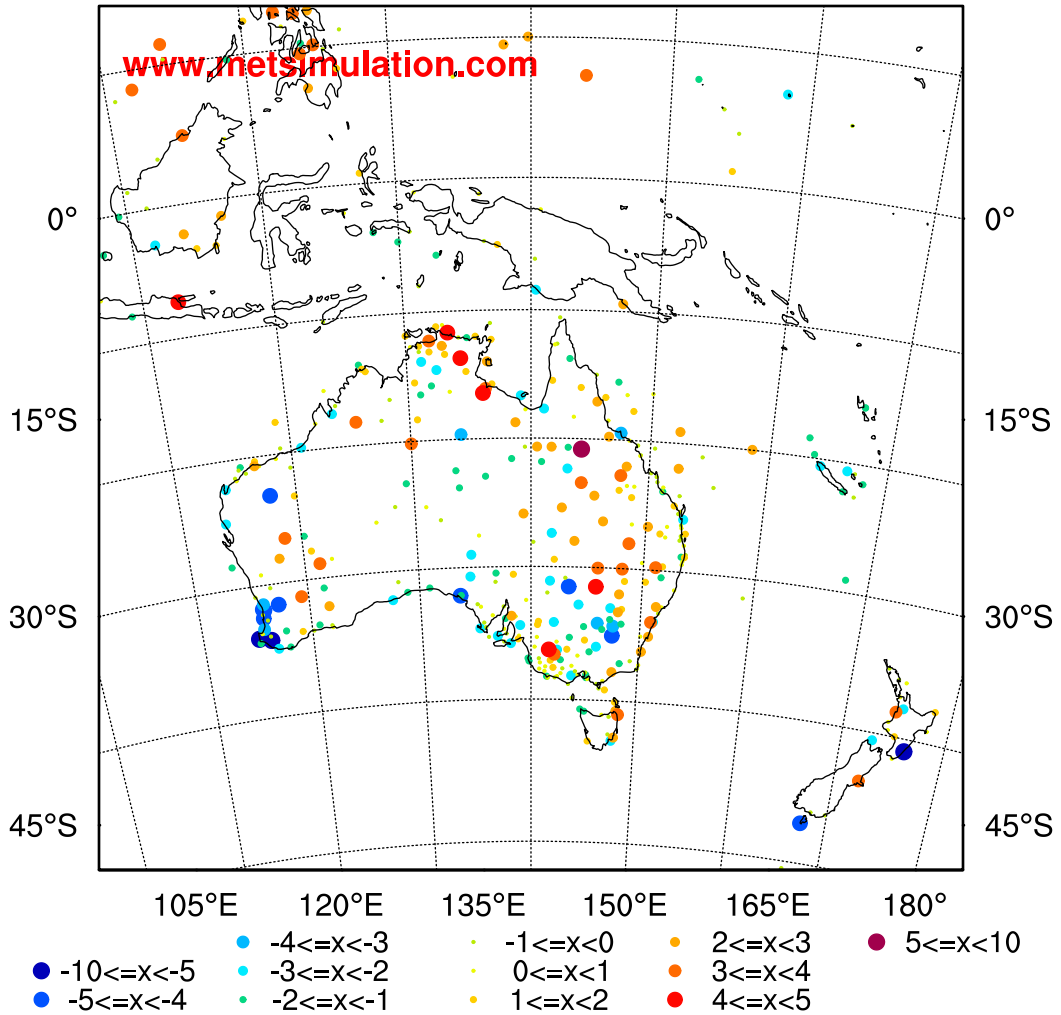 www.metsimulation.com
0° 0°
15°S 15°S
30°S 30°S
45°S 45°S
105°E 120°E 135°E 150°E 165°E 180°
-4<=x<-3 -1<=x<0 2<=x<3 5<=x<10
-10<=x<-5 -3<=x<-2 0<=x<1 3<=x<4
-5<=x<-4 -2<=x<-1 1<=x<2 4<=x<5